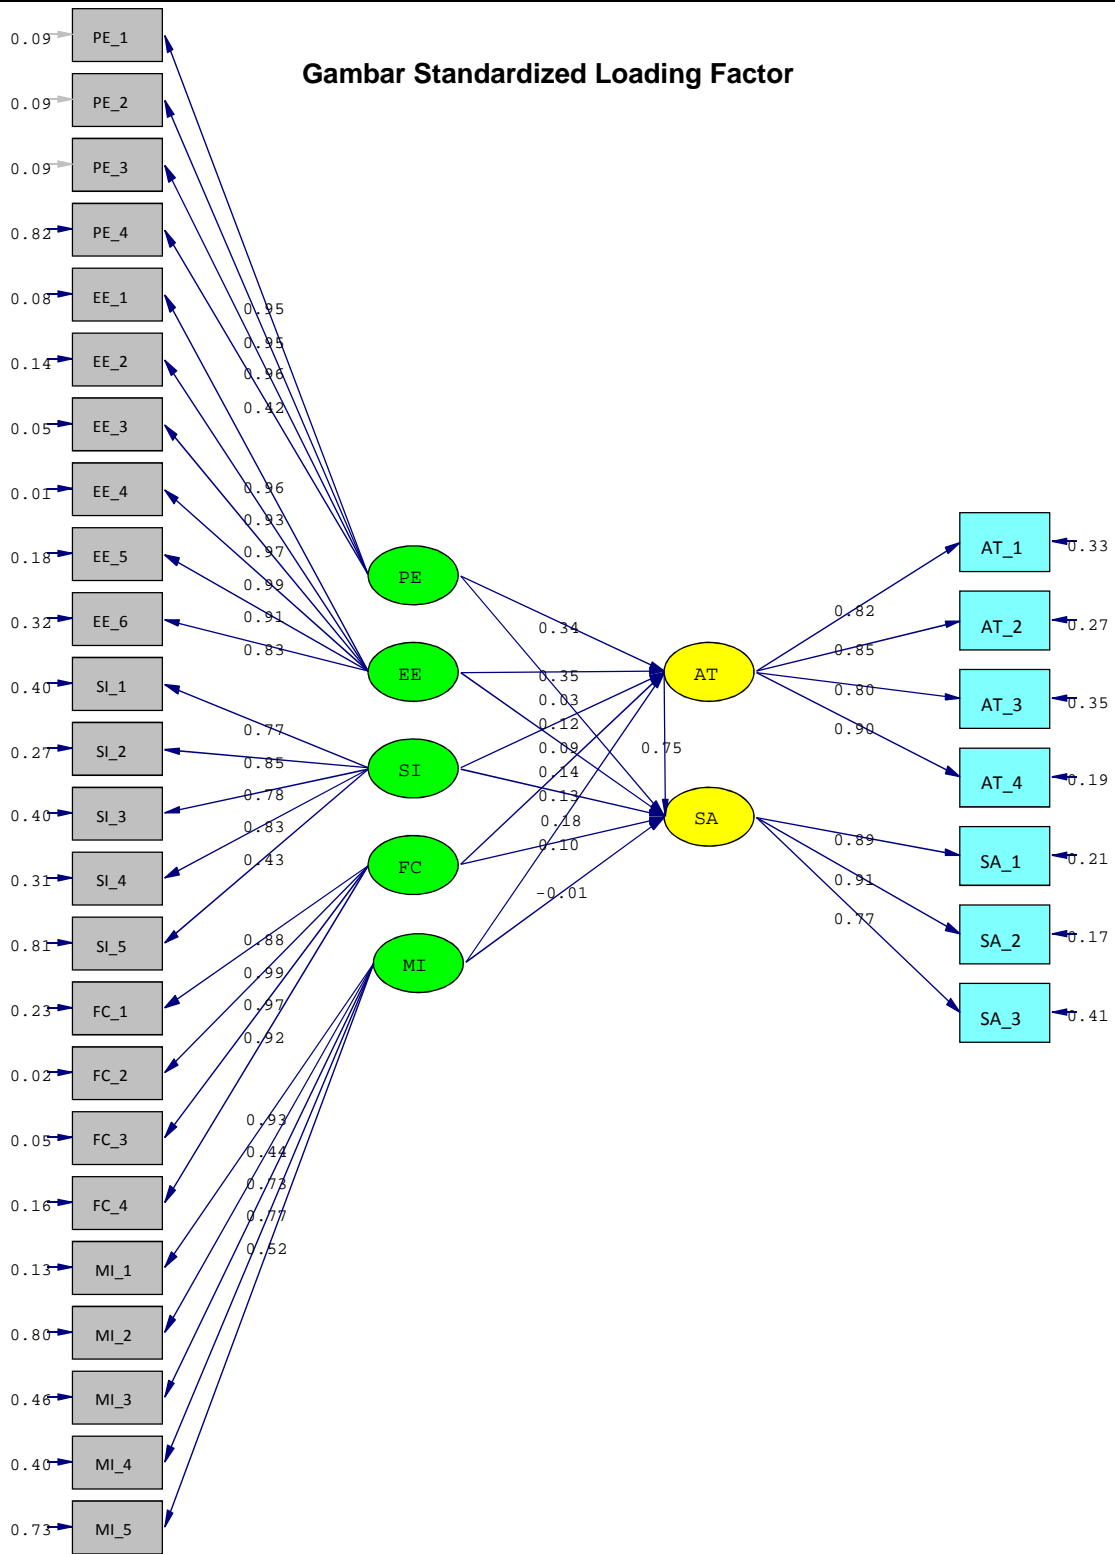 Gambar Standardized Loading Factor
0.09 PE_1
0.09 PE_2
0.09 PE_3
0.82 PE_4
0.08 EE_1
0.14 EE_2
0.05 EE_3
0.01 EE_4
0.18 EE_5
0.32 EE_6
0.40 SI_1
0.27 SI_2
0.40 SI_3
0.31 SI_4
0.81 SI_5
0.23 FC_1
0.02 FC_2
0.05 FC_3
0.16 FC_4
0.13 MI_1
0.80 MI_2
0.46 MI_3
0.40 MI_4
0.73 MI_5
0.95
0.95
0.96
0.42
0.96
0.93
0.97
0.99
0.91
0.83
0.77
0.85
0.78
0.83
0.43
0.88
0.99
0.97
0.92
0.93
0.44
0.73
0.77
0.52
PE
EE
SI
FC
MI
0.34
0.35
0.03
0.12
0.09
0.14
0.13
0.18
0.10
-0.01
0.75
AT
SA
0.82
0.85
0.80
0.90
0.89
0.91
0.77
AT_1 0.33
AT_2 0.27
AT_3 0.35
AT_4 0.19
SA_1 0.21
SA_2 0.17
SA_3 0.41